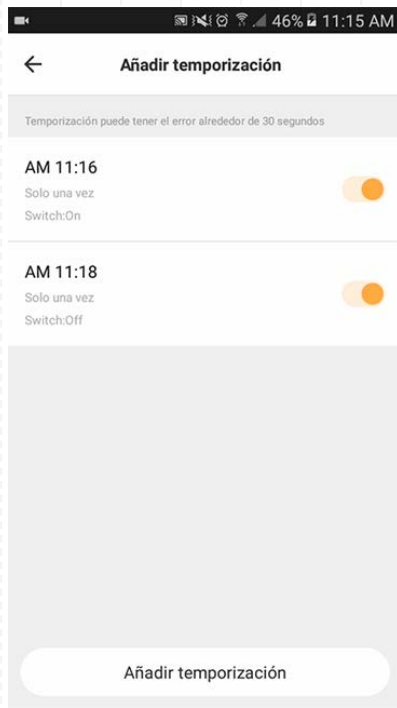 46% 11:15 AM
Añadir temporización
Temporización puede tener el error alrededor de 30 segundos
AM 11:16
Solo una vez
Switch:On
AM 11:18
Solo una vez
Switch:Off
Añadir temporización